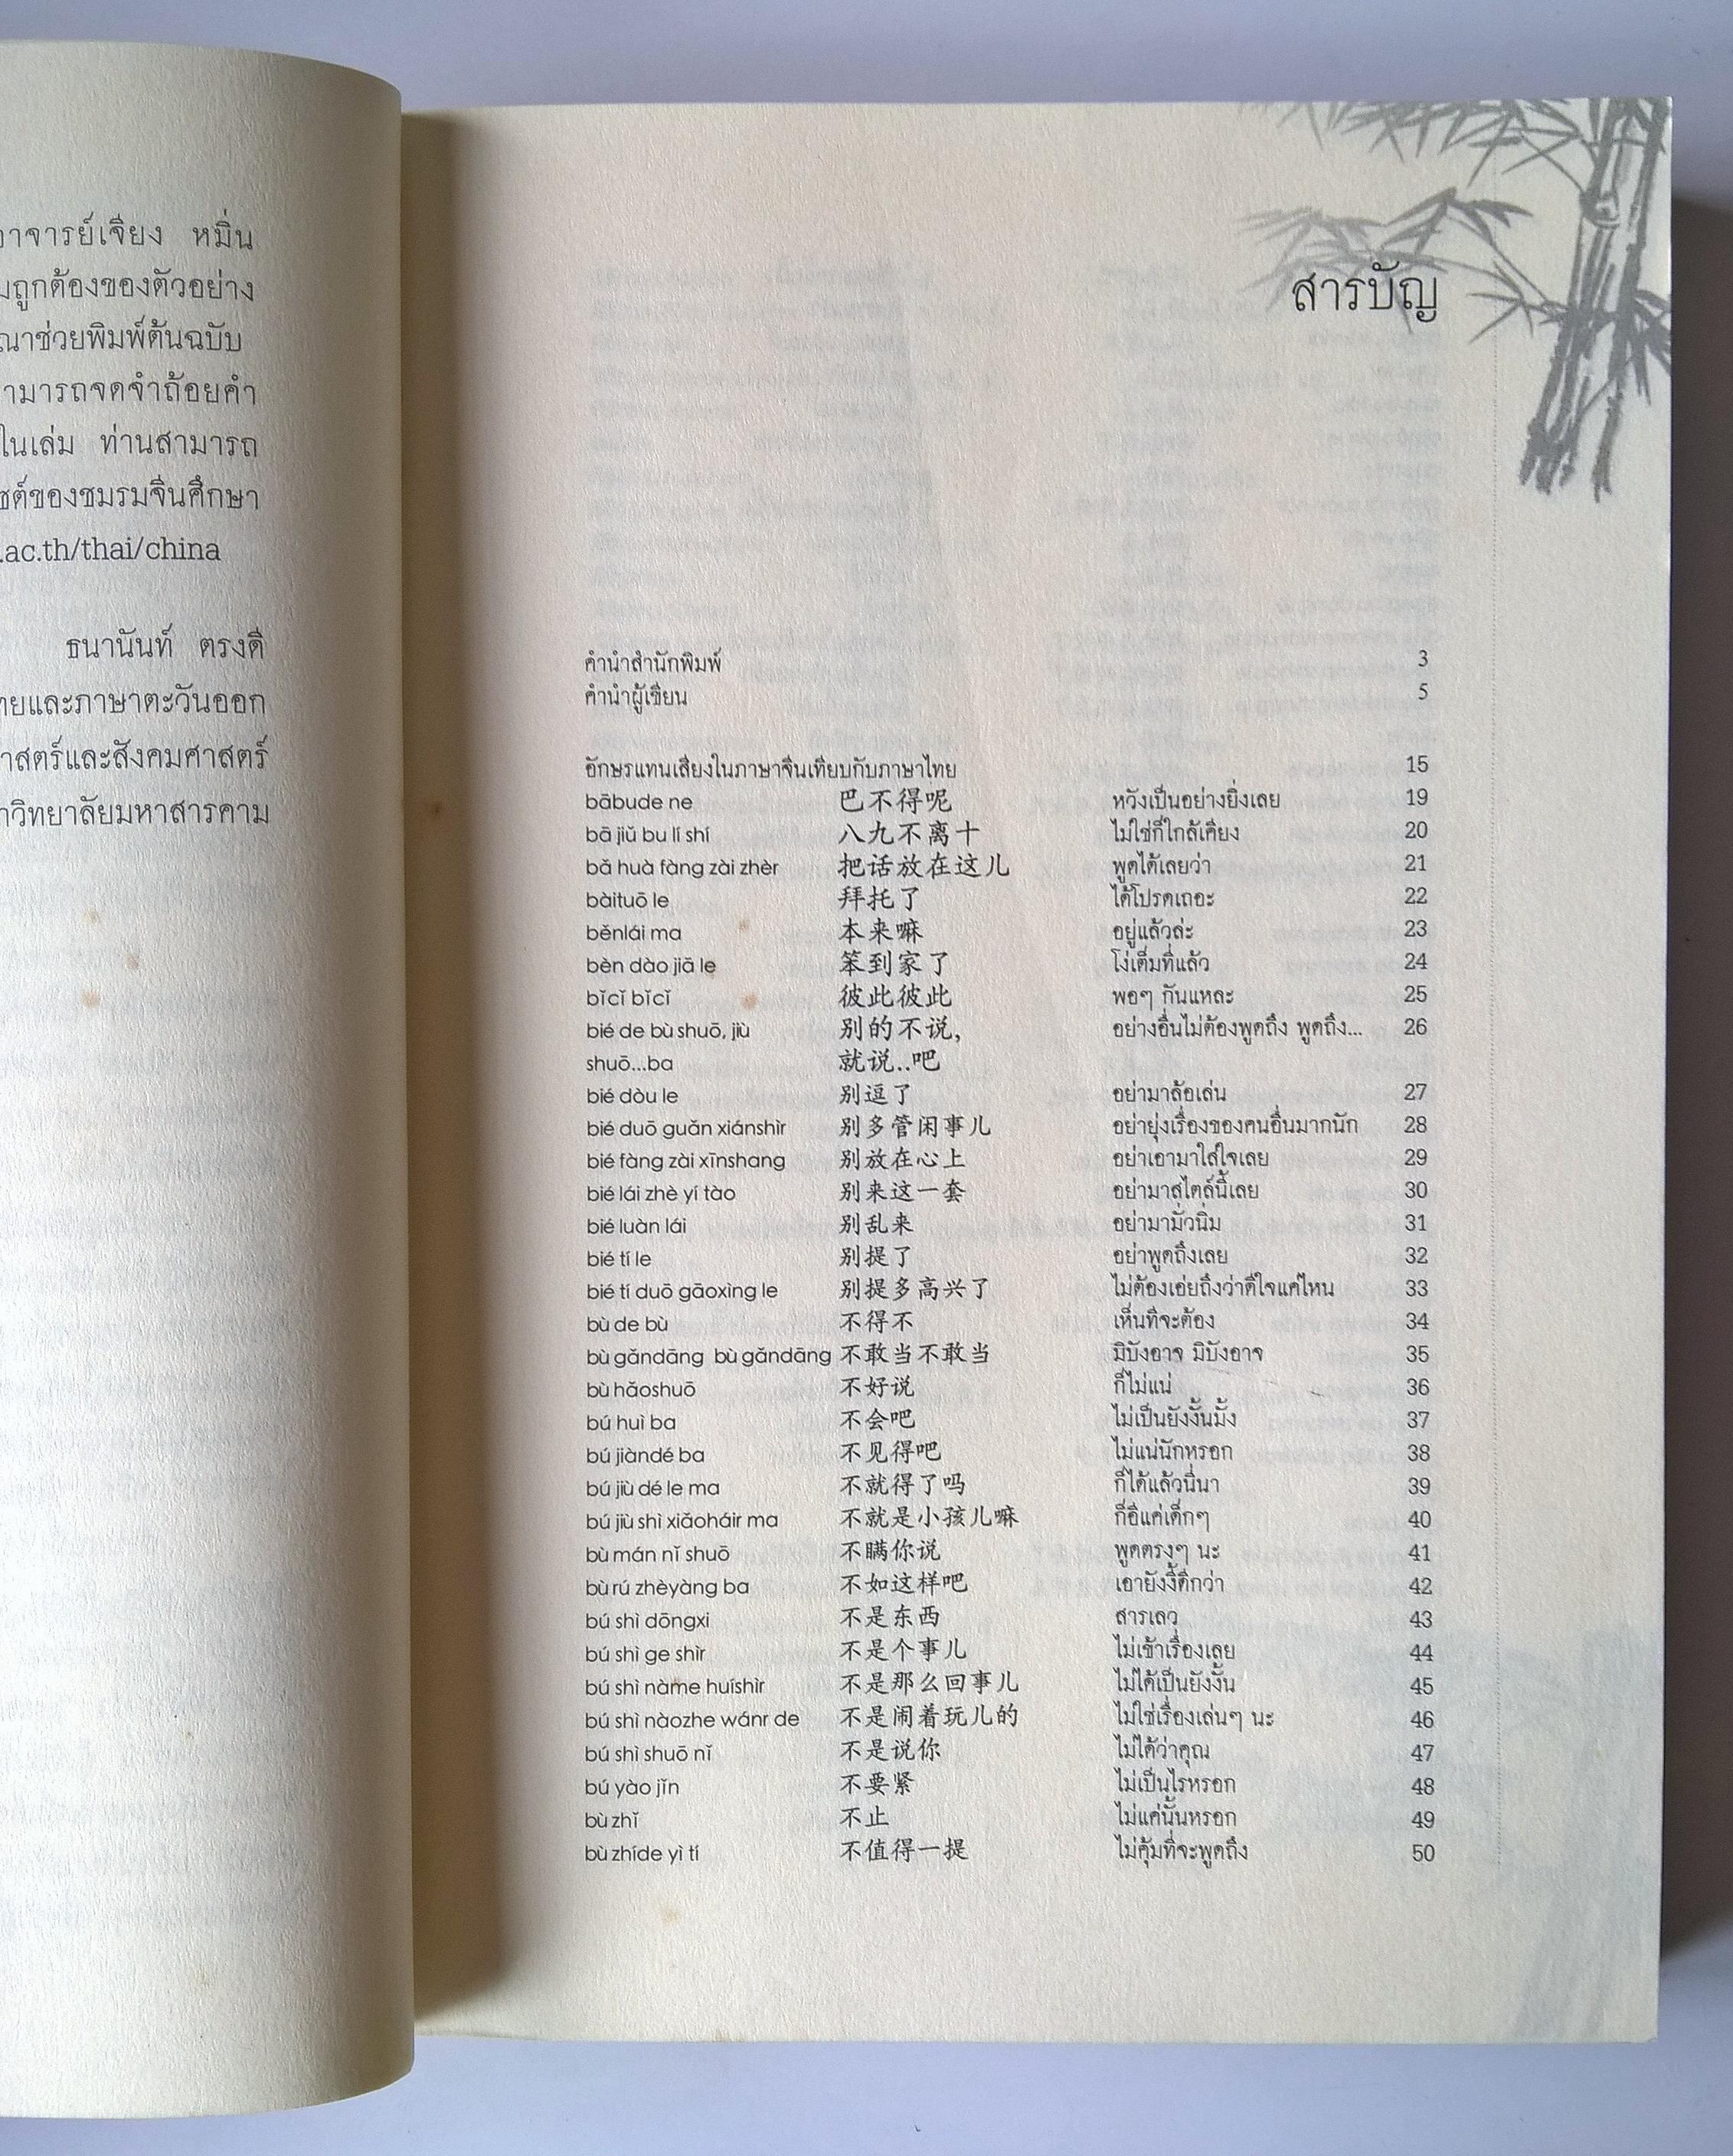 หมิ่น
ถูกต้องของตัวอย่าง
ช่วยพิมพ์ต้นฉบับ
จดจำถ้อยคำ
ในเล่ม ท่านสามารถ
ของชมรมจีนศึกษา
.ac.th/thai/china
ธนานันท์ ตรงดี
และภาษาตะวันออก
และสังคมศาสตร์
วิทยาลัยมหาสารคาม
สารบัญ
คำนำสำนักพิมพ์ 3
คำนำผู้เขียน 5
อักษรแทนเสียงในภาษาจีนเทียบกับภาษาไทย 15
bābude ne 巴不得呢 หวังเป็นอย่างยิ่งเลย 19
bā jiǔ bu lí shí 八九不离十 ไม่ใช่ก็ใกล้เคียง 20
bǎ huà fàng zài zhèr 把话放在这儿 พูดได้เลยว่า 21
bàituō le 拜托了 ได้โปรดเถอะ 22
běnlái ma 本来嘛 อยู่แล้วล่ะ 23
bèn dào jiā le 笨到家了 โง่เต็มที่แล้ว 24
bǐcǐ bǐcǐ 彼此彼此 พอๆ กันแหละ 25
bié de bù shuō, jiù 别的不说, อย่างอื่นไม่ต้องพูดถึง พูดถึง... 26
shuō...ba 就说..吧
bié dòu le 别逗了 อย่ามาล้อเล่น 27
bié duō guǎn xiánshìr 别多管闲事儿 อย่ายุ่งเรื่องของคนอื่นมากนัก 28
bié fàng zài xīnshang 别放在心上 อย่าเอามาใส่ใจเลย 29
bié lái zhè yí tào 别来这一套 อย่ามาสไตล์นี้เลย 30
bié luàn lái 别乱来 อย่ามามั่วนิ่ม 31
bié tí le 别提了 อย่าพูดถึงเลย 32
bié tí duō gāoxìng le 别提多高兴了 ไม่ต้องเอ่ยถึงว่าดีใจแค่ไหน 33
bù de bù 不得不 เห็นทีจะต้อง 34
bù gǎndāng bù gǎndāng 不敢当不敢当 มิบังอาจ มิบังอาจ 35
bù hǎoshuō 不好说 ก็ไม่แน่ 36
bú huì ba 不会吧 ไม่เป็นยังงั้นมั้ง 37
bú jiàndé ba 不见得吧 ไม่แน่นักหรอก 38
bú jiù dé le ma 不就得了吗 ก็ได้แล้วนี่นา 39
bú jiù shì xiǎoháir ma 不就是小孩儿嘛 ก็อีแค่เด็กๆ 40
bù mán nǐ shuō 不瞒你说 พูดตรงๆ นะ 41
bù rú zhèyàng ba 不如这样吧 เอายังงี้ดีกว่า 42
bú shì dōngxi 不是东西 สารเลว 43
bú shì ge shìr 不是个事儿 ไม่เข้าเรื่องเลย 44
bú shì nàme huíshìr 不是那么回事儿 ไม่ได้เป็นยังงั้น 45
bú shì nàozhe wánr de 不是闹着玩儿的 ไม่ใช่เรื่องเล่นๆ นะ 46
bú shì shuō nǐ 不是说你 ไม่ได้ว่าคุณ 47
bú yào jǐn 不要紧 ไม่เป็นไรหรอก 48
bù zhǐ 不止 ไม่แค่นั้นหรอก 49
bù zhíde yì tí 不值得一提 ไม่คุ้มที่จะพูดถึง 50